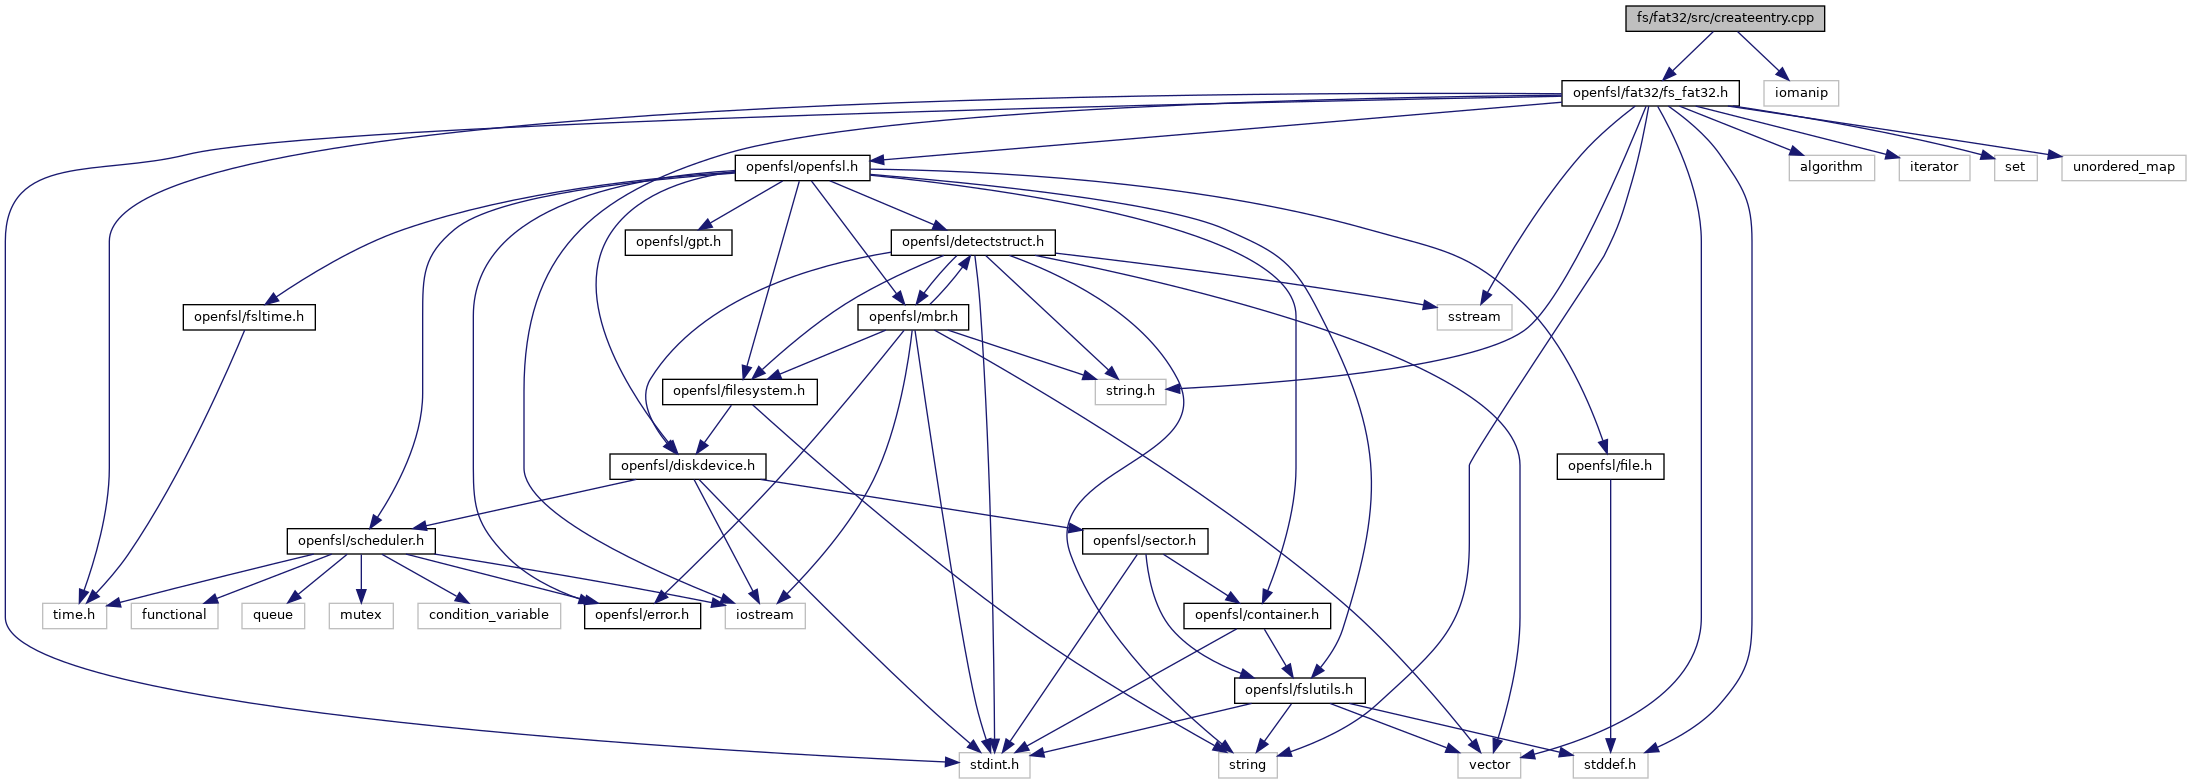 fs/fat32/src/createentry.cpp
openfsl/fat32/fs_fat32.h
iomanip
openfsl/openfsl.h
algorithm
iterator
set
unordered_map
openfsl/gpt.h
openfsl/detectstruct.h
openfsl/fsltime.h
openfsl/mbr.h
sstream
openfsl/filesystem.h
string.h
openfsl/diskdevice.h
openfsl/file.h
openfsl/scheduler.h
openfsl/sector.h
time.h
functional
queue
mutex
condition_variable
openfsl/error.h
iostream
openfsl/container.h
openfsl/fslutils.h
stdint.h
string
vector
stddef.h